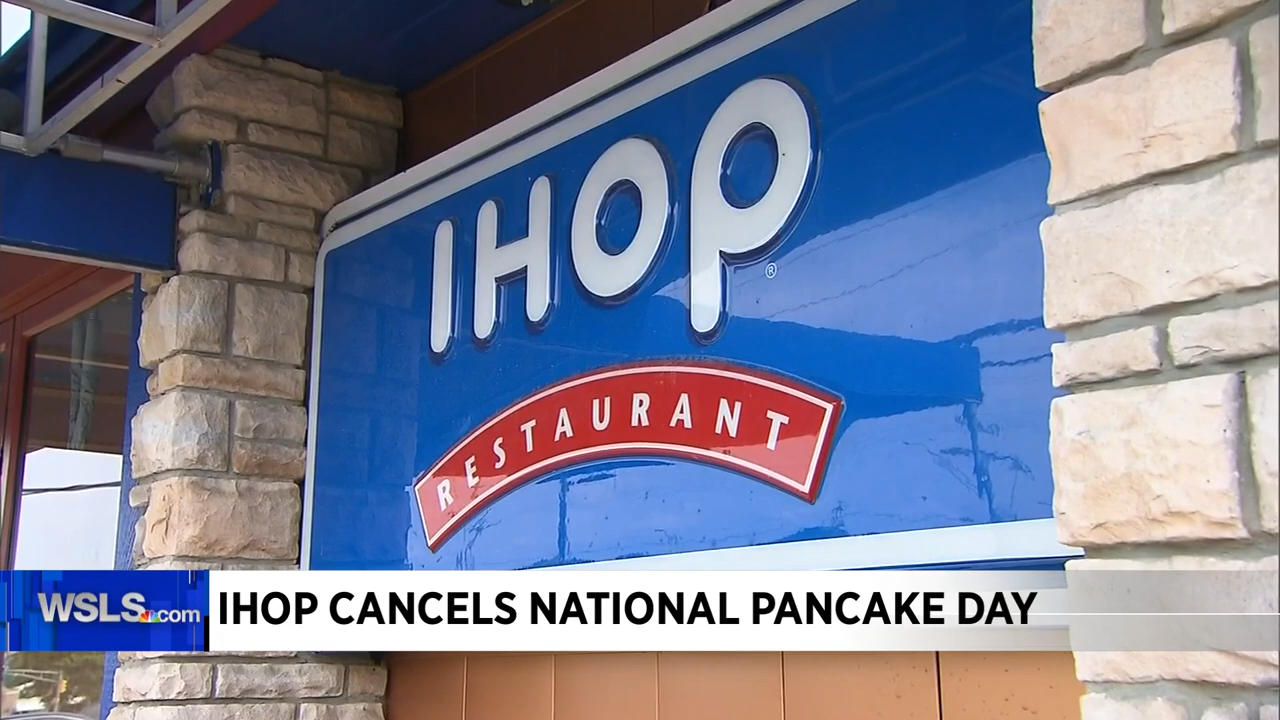 IHOP
®
RESTAURANT
WSLS.com
IHOP CANCELS NATIONAL PANCAKE DAY